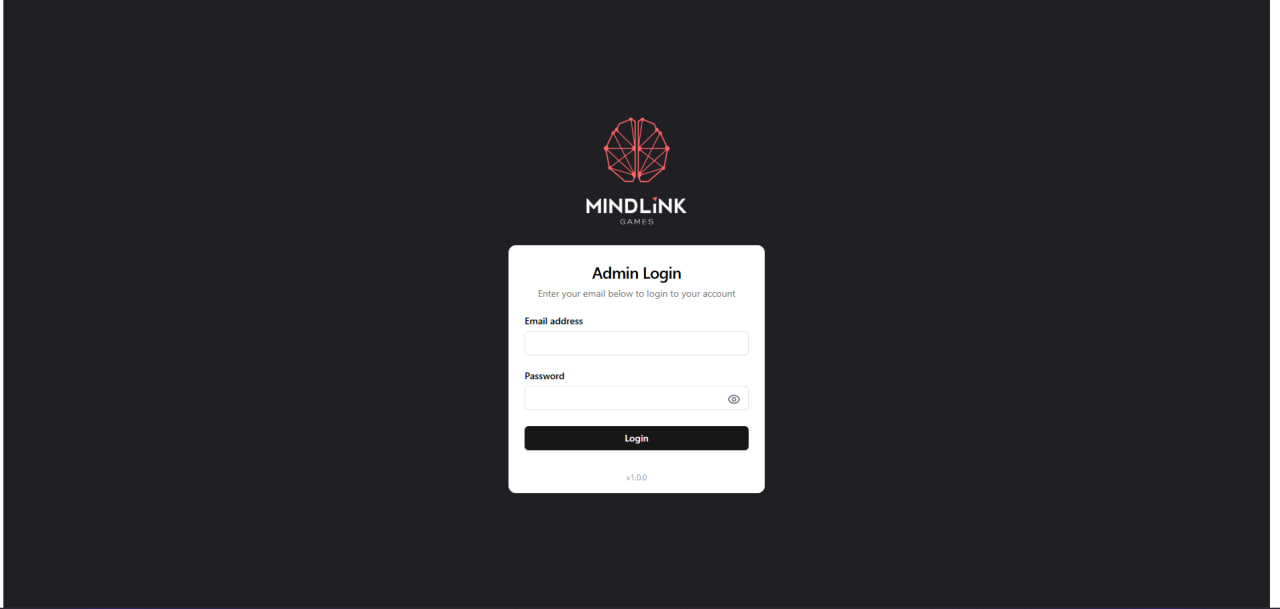 MINDLiNK
GAMES
Admin Login
Enter your email below to login to your account
Email address
Password
Login
v1.0.0